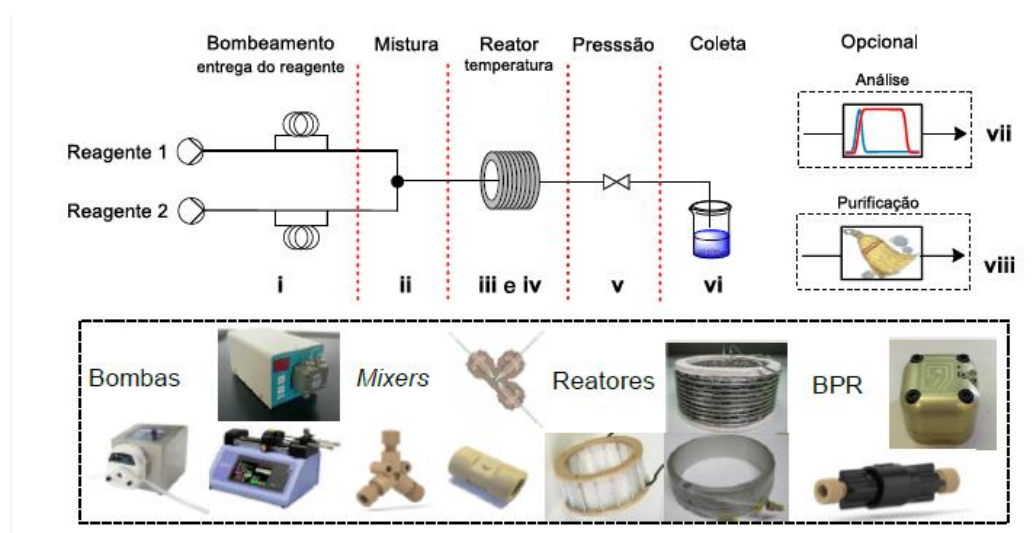 Bombeamento
entrega do reagente
Mistura
Reator
temperatura
Presssão
Coleta
Opcional
Análise
Reagente 1
Reagente 2
vii
Purificação
viii
i
ii
iii e iv
v
vi
Bombas
Mixers
Reatores
BPR